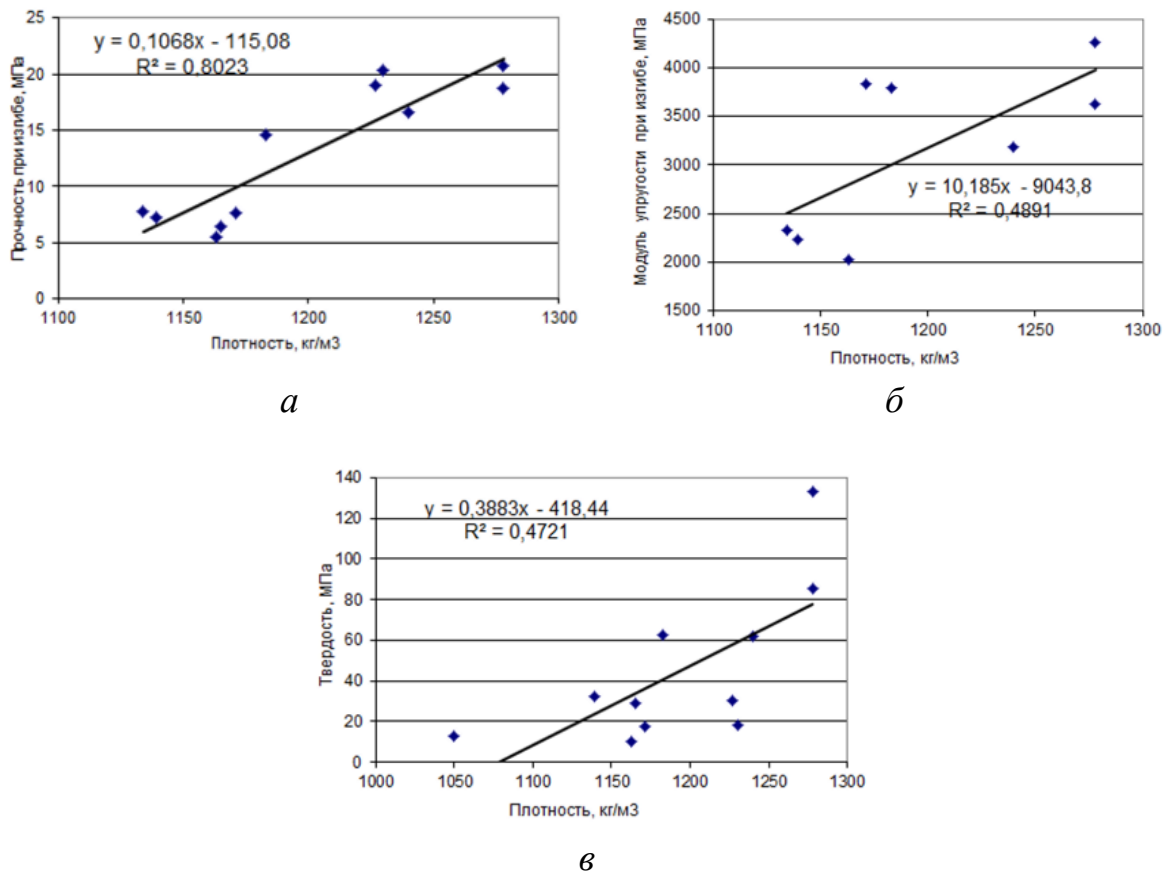 y = 0,1068x - 115,08
R² = 0,8023
Прочность при изгибе, МПа
25
20
15
10
5
0
1100 1150 1200 1250 1300
Плотность, кг/м3
а
y = 10,185x - 9043,8
R² = 0,4891
Модуль упругости при изгибе, МПа
4500
4000
3500
3000
2500
2000
1500
1100 1150 1200 1250 1300
Плотность, кг/м3
б
y = 0,3883x - 418,44
R² = 0,4721
Твердость, МПа
140
120
100
80
60
40
20
0
1000 1050 1100 1150 1200 1250 1300
Плотность, кг/м3
в